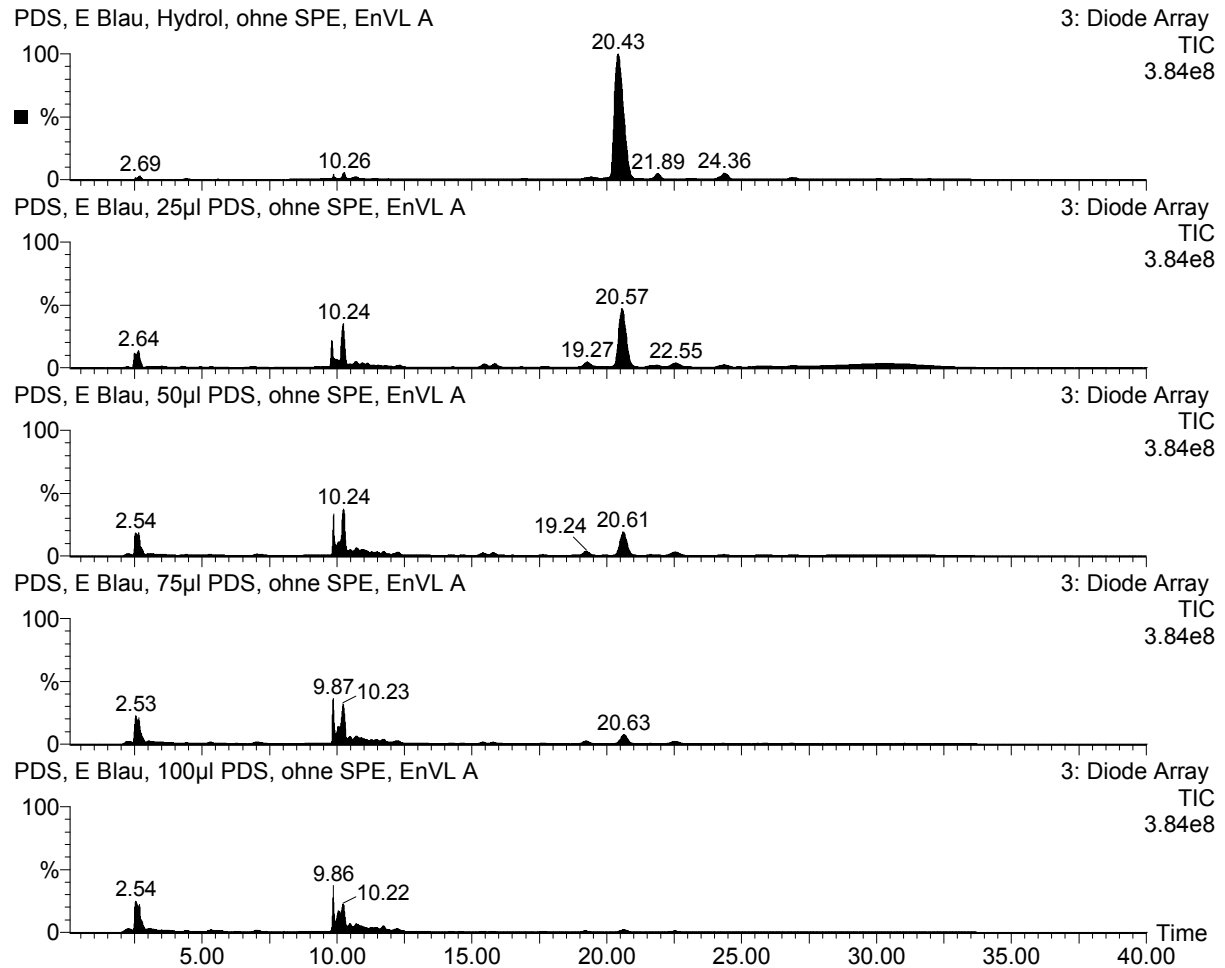 PDS, E Blau, Hydrol, ohne SPE, EnVL A
3: Diode Array
TIC
3.84e8
100
%
0
2.69
10.26
20.43
21.89
24.36
PDS, E Blau, 25µl PDS, ohne SPE, EnVL A
3: Diode Array
TIC
3.84e8
100
%
0
2.64
10.24
19.27
20.57
22.55
PDS, E Blau, 50µl PDS, ohne SPE, EnVL A
3: Diode Array
TIC
3.84e8
100
%
0
2.54
10.24
19.24
20.61
PDS, E Blau, 75µl PDS, ohne SPE, EnVL A
3: Diode Array
TIC
3.84e8
100
%
0
2.53
9.87
10.23
20.63
PDS, E Blau, 100µl PDS, ohne SPE, EnVL A
3: Diode Array
TIC
3.84e8
100
%
0
2.54
9.86
10.22
Time
5.00 10.00 15.00 20.00 25.00 30.00 35.00 40.00